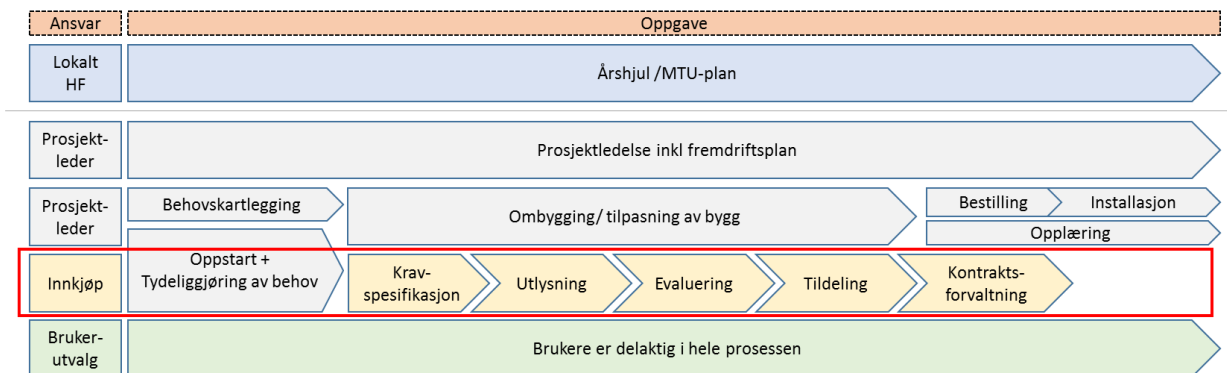 Ansvar
Oppgave
Lokalt
HF
Årshjul /MTU-plan
Prosjekt-
leder
Prosjektledelse inkl fremdriftsplan
Prosjekt-
leder
Behovskartlegging
Ombygging/ tilpasning av bygg
Bestilling
Installasjon
Opplæring
Innkjøp
Oppstart +
Tydeliggjøring av behov
Krav-
spesifikasjon
Utlysning
Evaluering
Tildeling
Kontrakts-
forvaltning
Bruker-
utvalg
Brukere er delaktig i hele prosessen